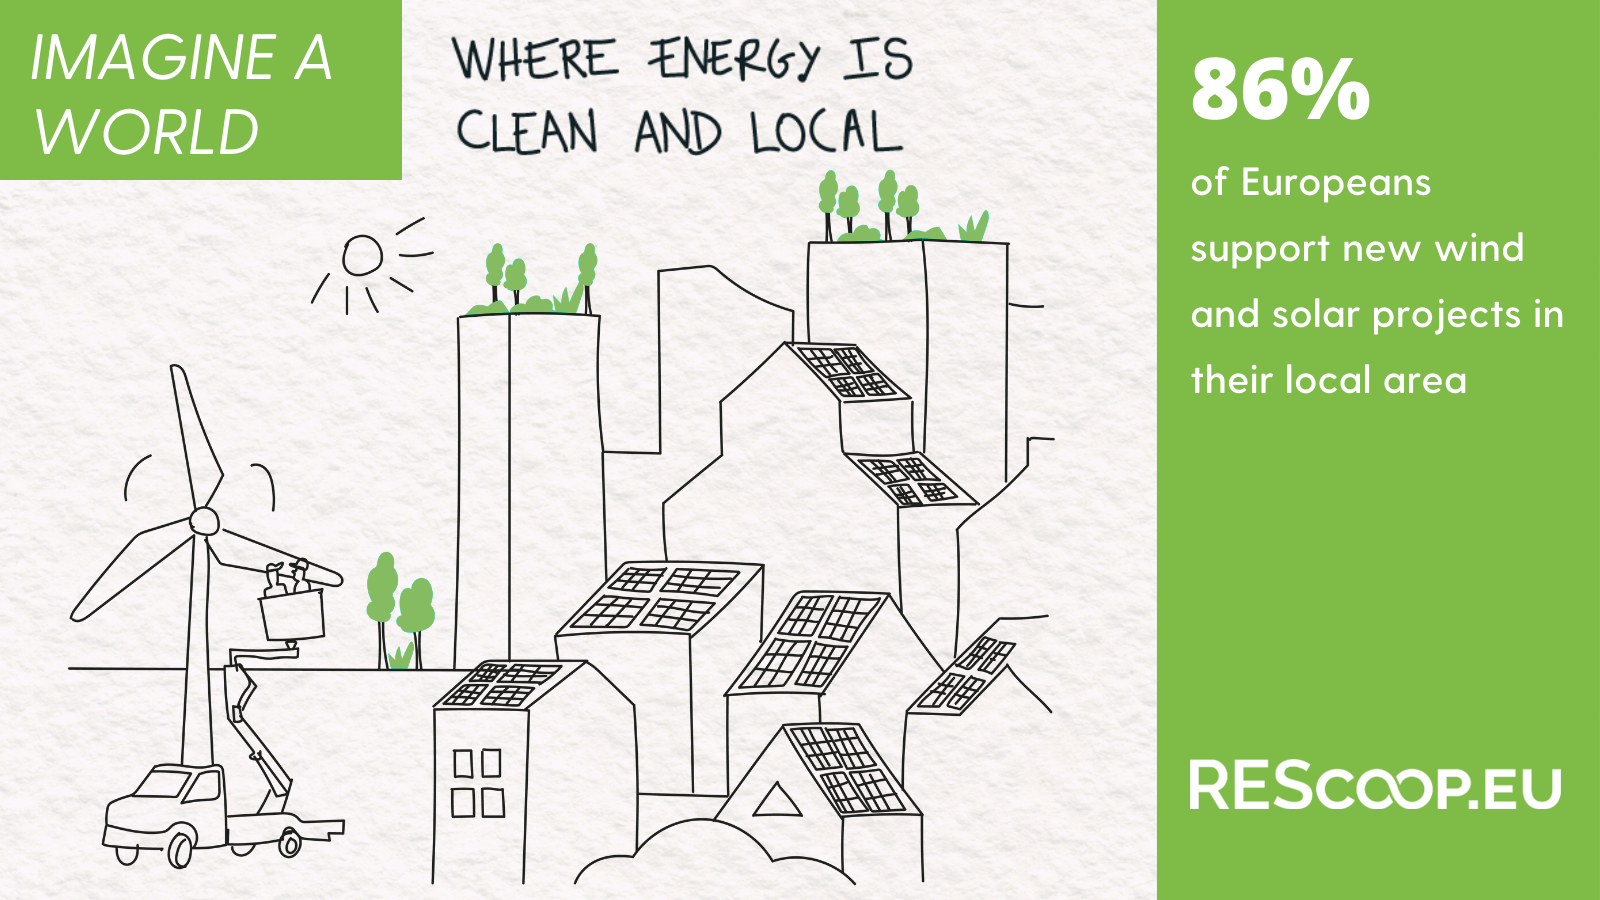 IMAGINE A
WORLD
WHERE ENERGY IS
CLEAN AND LOCAL
86%
of Europeans
support new wind
and solar projects in
their local area
REScoop.EU